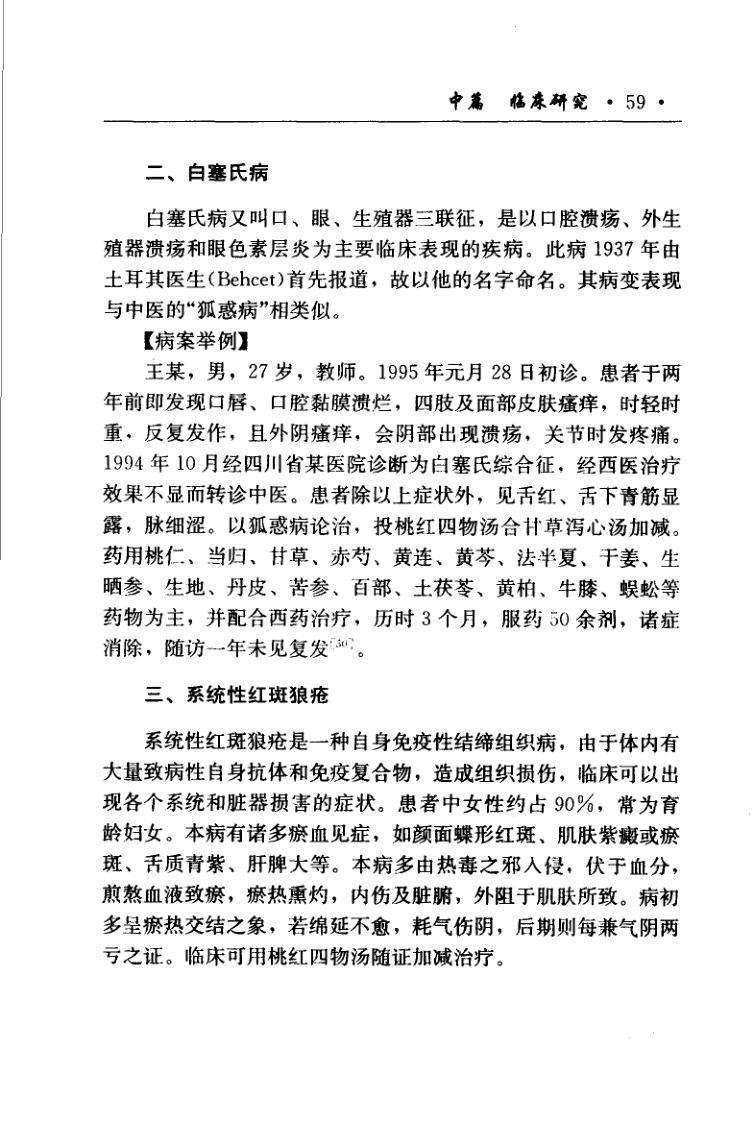 中篇 临床研究 · 59 ·
二、白塞氏病
白塞氏病又叫口、眼、生殖器三联征，是以口腔溃疡、外生
殖器溃疡和眼色素层炎为主要临床表现的疾病。此病 1937 年由
土耳其医生(Behcet)首先报道，故以他的名字命名。其病变表现
与中医的“狐惑病”相类似。
【病案举例】
王某，男，27 岁，教师。1995 年元月 28 日初诊。患者于两
年前即发现口唇、口腔黏膜溃烂，四肢及面部皮肤瘙痒，时轻时
重，反复发作，且外阴瘙痒，会阴部出现溃疡，关节时发疼痛。
1994 年 10 月经四川省某医院诊断为白塞氏综合征，经西医治疗
效果不显而转诊中医。患者除以上症状外，见舌红、舌下青筋显
露，脉细涩。以狐惑病论治，投桃红四物汤合甘草泻心汤加减。
药用桃仁、当归、甘草、赤芍、黄连、黄芩、法半夏、干姜、生
晒参、生地、丹皮、苦参、百部、土茯苓、黄柏、牛膝、蜈蚣等
药物为主，并配合西药治疗，历时 3 个月，服药 50 余剂，诸症
消除，随访一年未见复发[50]。
三、系统性红斑狼疮
系统性红斑狼疮是一种自身免疫性结缔组织病，由于体内有
大量致病性自身抗体和免疫复合物，造成组织损伤，临床可以出
现各个系统和脏器损害的症状。患者中女性约占 90%，常为育
龄妇女。本病有诸多瘀血见症，如颜面蝶形红斑、肌肤紫癜或瘀
斑、舌质青紫、肝脾大等。本病多由热毒之邪入侵，伏于血分，
煎熬血液致瘀，瘀热熏灼，内伤及脏腑，外阻于肌肤所致。病初
多呈瘀热交结之象，若绵延不愈，耗气伤阴，后期则每兼气阴两
亏之证。临床可用桃红四物汤随证加减治疗。